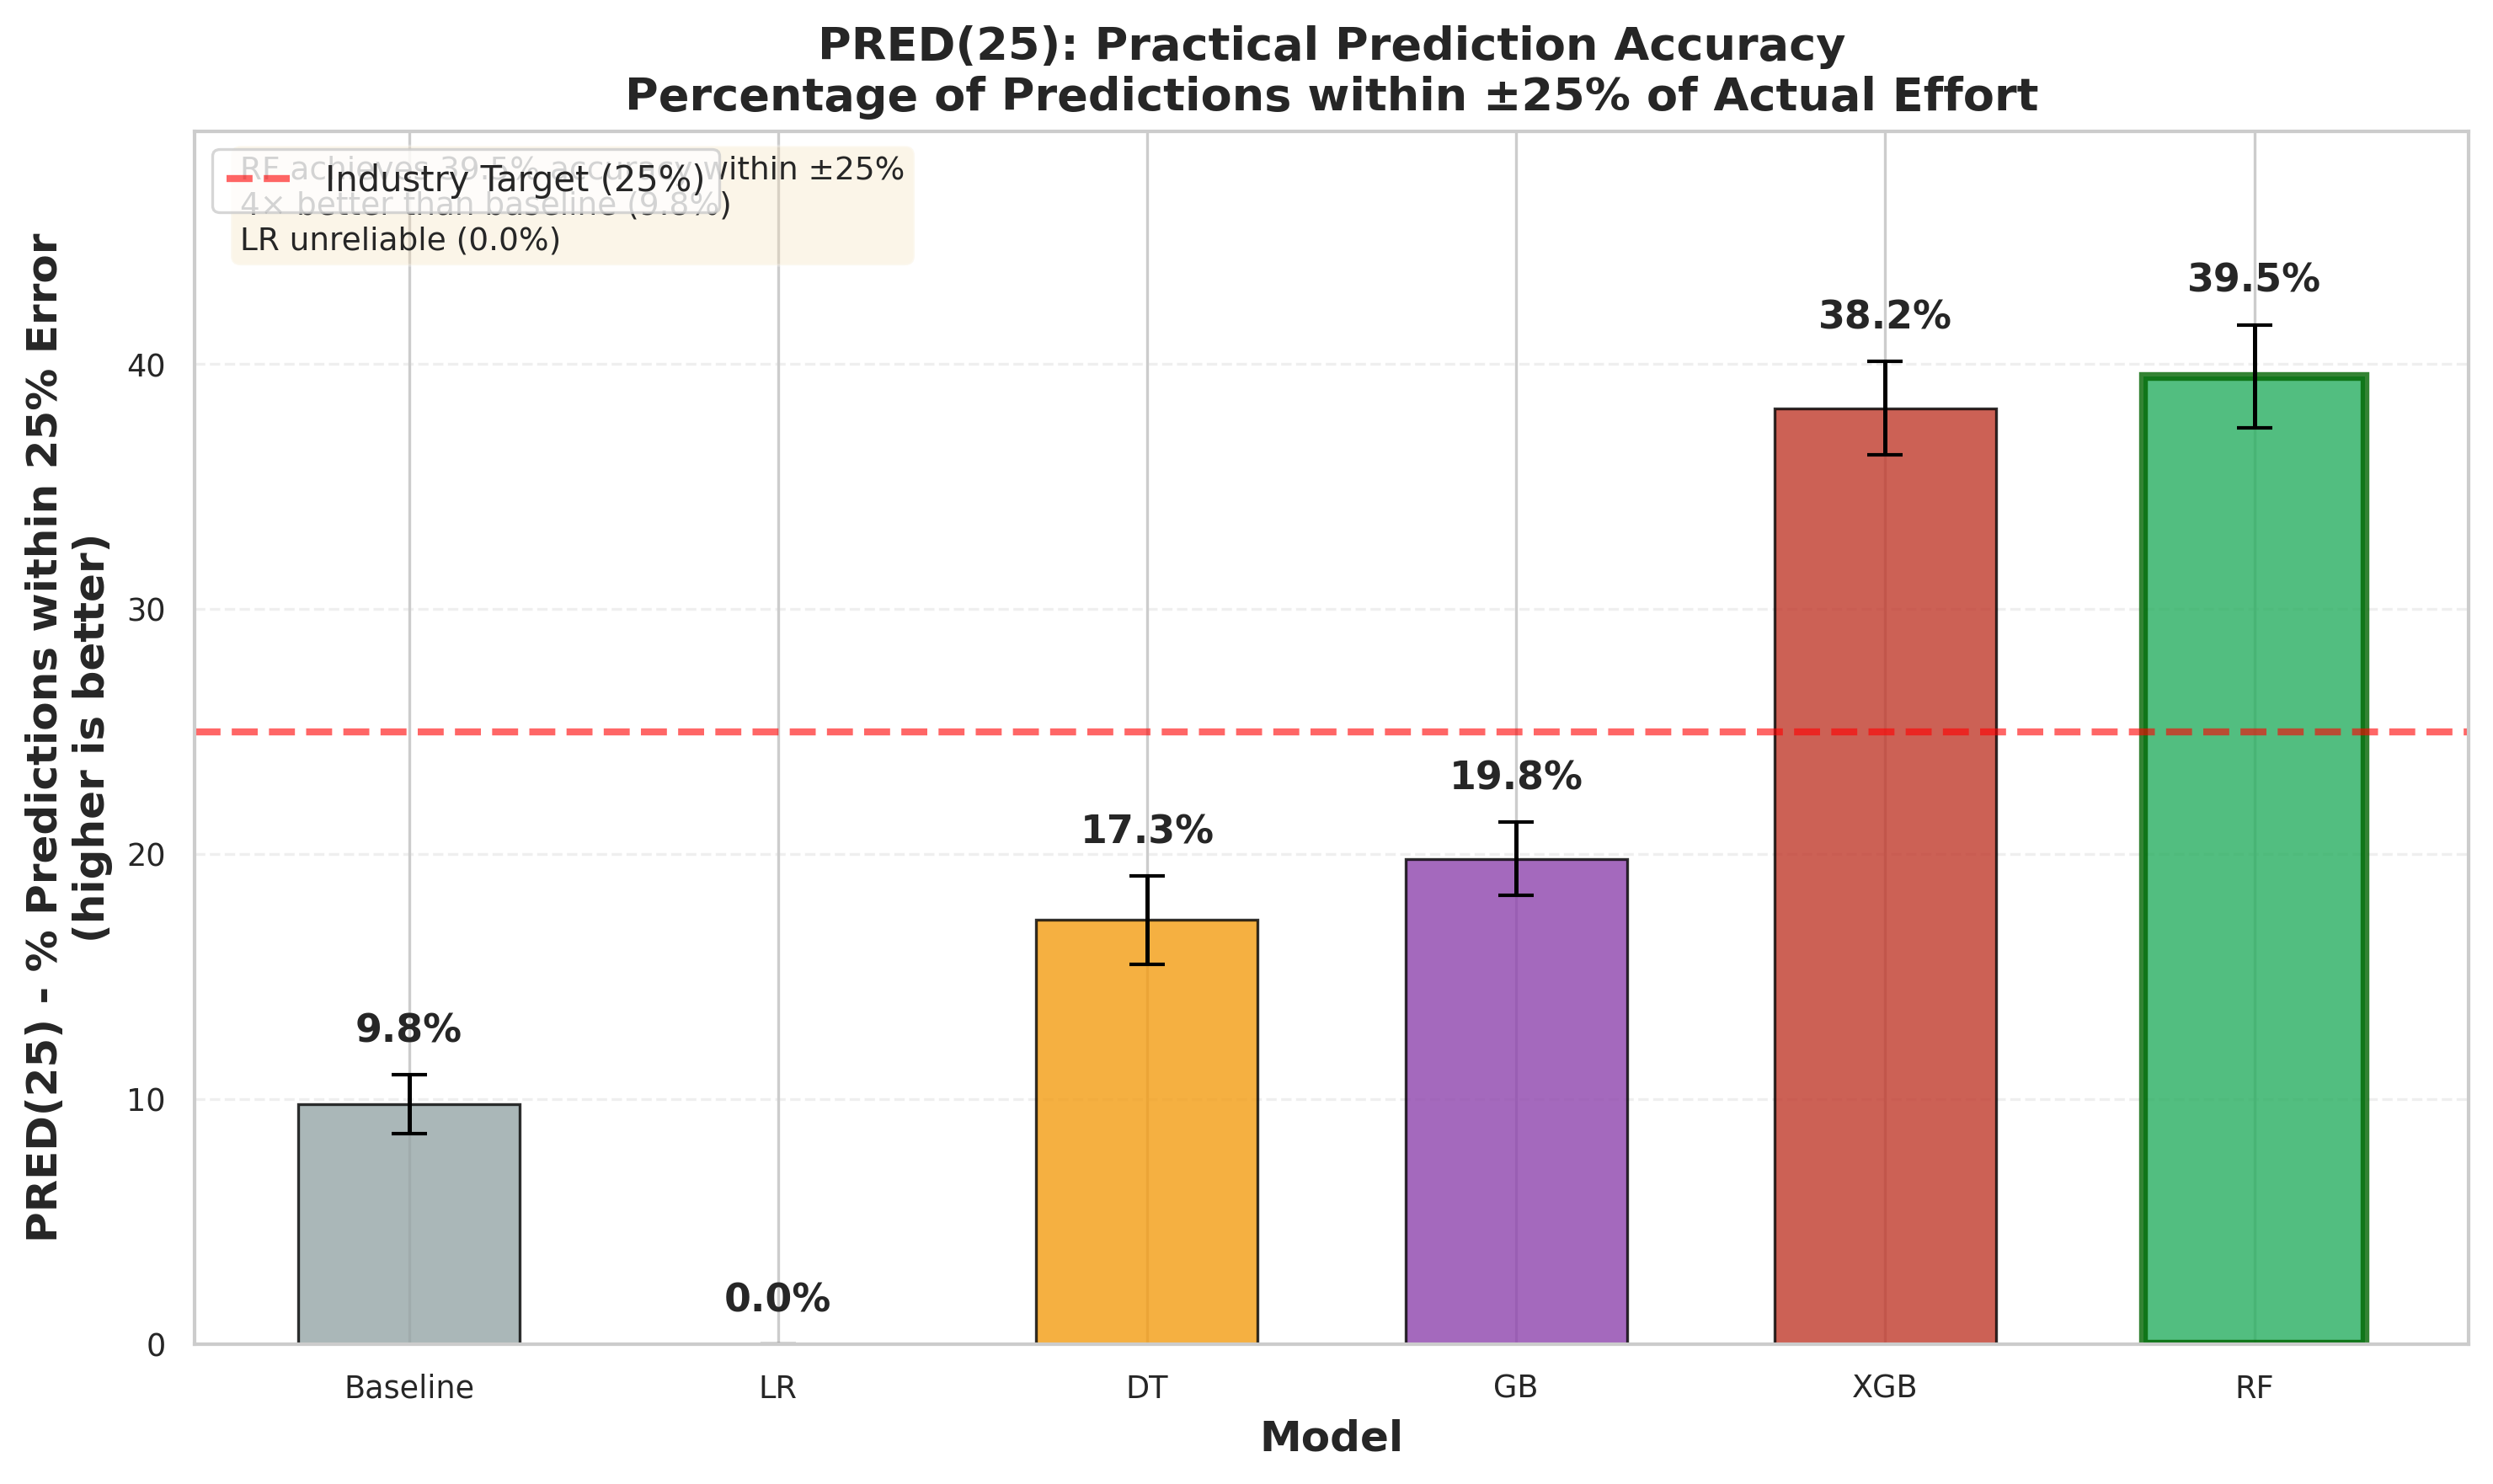 PRED(25): Practical Prediction Accuracy
Percentage of Predictions within ±25% of Actual Effort
RF achieves 39.5% accuracy within ±25%
4× better than baseline (9.8%)
LR unreliable (0.0%)
Industry Target (25%)
PRED(25) - % Predictions within 25% Error
(higher is better)
40
30
20
10
0
9.8%
0.0%
17.3%
19.8%
38.2%
39.5%
Baseline
LR
DT
GB
XGB
RF
Model